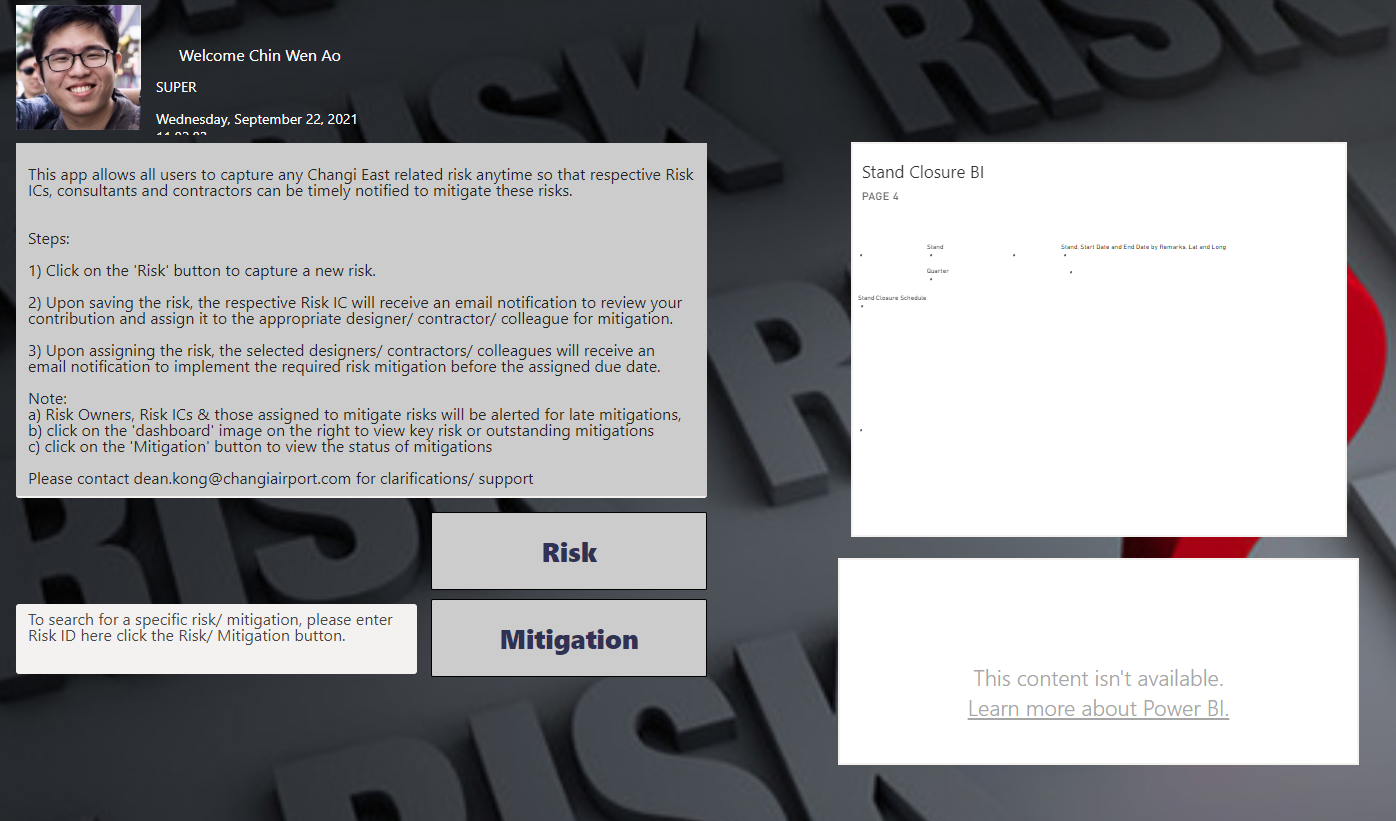 Welcome Chin Wen Ao
SUPER
Wednesday, September 22, 2021
This app allows all users to capture any Changi East related risk anytime so that respective Risk
ICs, consultants and contractors can be timely notified to mitigate these risks.
Steps:
1) Click on the 'Risk' button to capture a new risk.
2) Upon saving the risk, the respective Risk IC will receive an email notification to review your
contribution and assign it to the appropriate designer/ contractor/ colleague for mitigation.
3) Upon assigning the risk, the selected designers/ contractors/ colleagues will receive an
email notification to implement the required risk mitigation before the assigned due date.
Note:
a) Risk Owners, Risk ICs & those assigned to mitigate risks will be alerted for late mitigations,
b) click on the 'dashboard' image on the right to view key risk or outstanding mitigations
c) click on the 'Mitigation' button to view the status of mitigations
Please contact dean.kong@changiairport.com for clarifications/ support
Risk
To search for a specific risk/ mitigation, please enter
Risk ID here click the Risk/ Mitigation button.
Mitigation
Stand Closure BI
PAGE 4
Stand
Stand, Start Date and End Date by Remarks, Lat and Long
Quarter
Stand Closure Schedule
This content isn't available.
Learn more about Power BI.
RISK
RISK
RISK
RISK